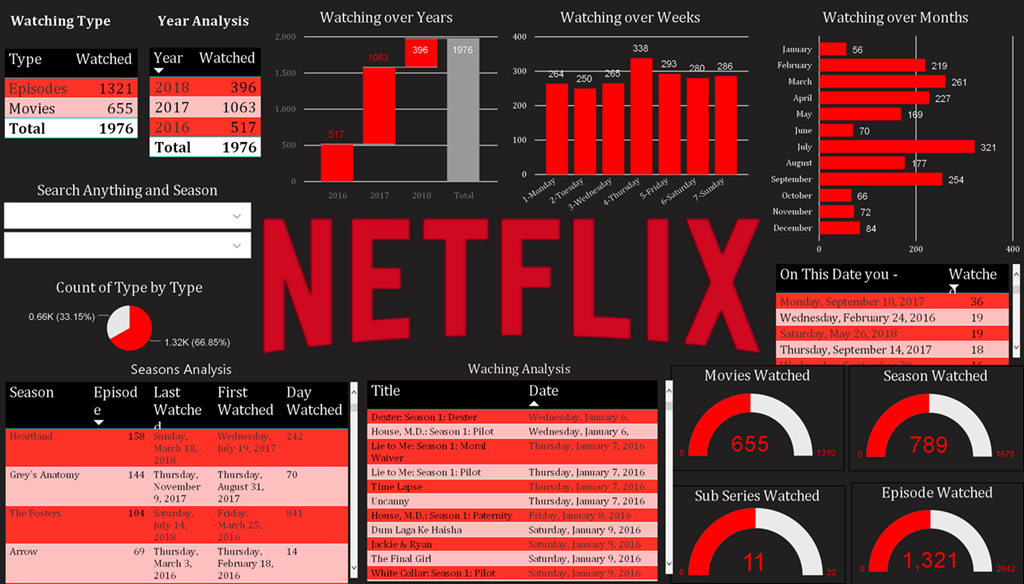 Watching Type
Type Watched
Episodes 1321
Movies 655
Total 1976
Year Analysis
Year Watched
2018 396
2017 1063
2016 517
Total 1976
Watching over Years
2,000
1,500
1,000
500
0
517
1063
396
1976
2016 2017 2018 Total
Watching over Weeks
400
300
200
100
0
264 250 265 338 293 280 286
1-Monday 2-Tuesday 3-Wednesday 4-Thursday 5-Friday 6-Saturday 7-Sunday
Watching over Months
January 56
February 219
March 261
April 227
May 169
June 70
July 321
August 177
September 254
October 66
November 72
December 84
0 200 400
Search Anything and Season
NETFLIX
Count of Type by Type
0.66K (33.15%)
1.32K (66.85%)
On This Date you - Watche
Monday, September 18, 2017 36
Wednesday, February 24, 2016 19
Saturday, May 26, 2018 19
Thursday, September 14, 2017 18
Seasons Analysis
Season Episod Last First Day
e Watche Watched Watched
d
Heartland 158 Sunday, Wednesday, 242
March 18, July 19, 2017
2018
Grey's Anatomy 144 Thursday, Thursday, 70
November August 31,
9, 2017 2017
The Fosters 104 Saturday, Friday, 841
July 14, March 25,
2018 2016
Arrow 69 Thursday, Thursday, 14
March 3, February 18,
2016 2016
Waching Analysis
Title Date
Dexter: Season 1: Dexter Wednesday, January 6,
House, M.D.: Season 1: Pilot Wednesday, January 6,
Lie to Me: Season 1: Moral Thursday, January 7, 2016
Waiver
Lie to Me: Season 1: Pilot Thursday, January 7, 2016
Time Lapse Thursday, January 7, 2016
Uncanny Thursday, January 7, 2016
House, M.D.: Season 1: Paternity Friday, January 8, 2016
Dum Laga Ke Haisha Saturday, January 9, 2016
Jackie & Ryan Saturday, January 9, 2016
The Final Girl Saturday, January 9, 2016
White Collar: Season 1: Pilot Saturday, January 9, 2016
Movies Watched
655
0 1310
Season Watched
789
0 1578
Sub Series Watched
11
0 22
Episode Watched
1,321
0 2642